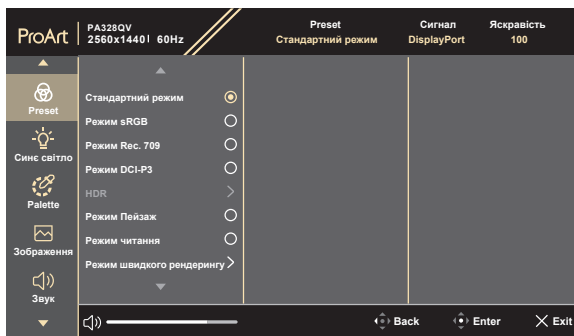 ProArt
PA328QV
2560x1440 60Hz
Preset
Стандартний режим
Сигнал
DisplayPort
Яскравість
100
Preset
Синє світло
Palette
Зображення
Звук
Стандартний режим
Режим sRGB
Режим Rec. 709
Режим DCI-P3
HDR
Режим Пейзаж
Режим читання
Режим швидкого рендерингу
Back
Enter
Exit